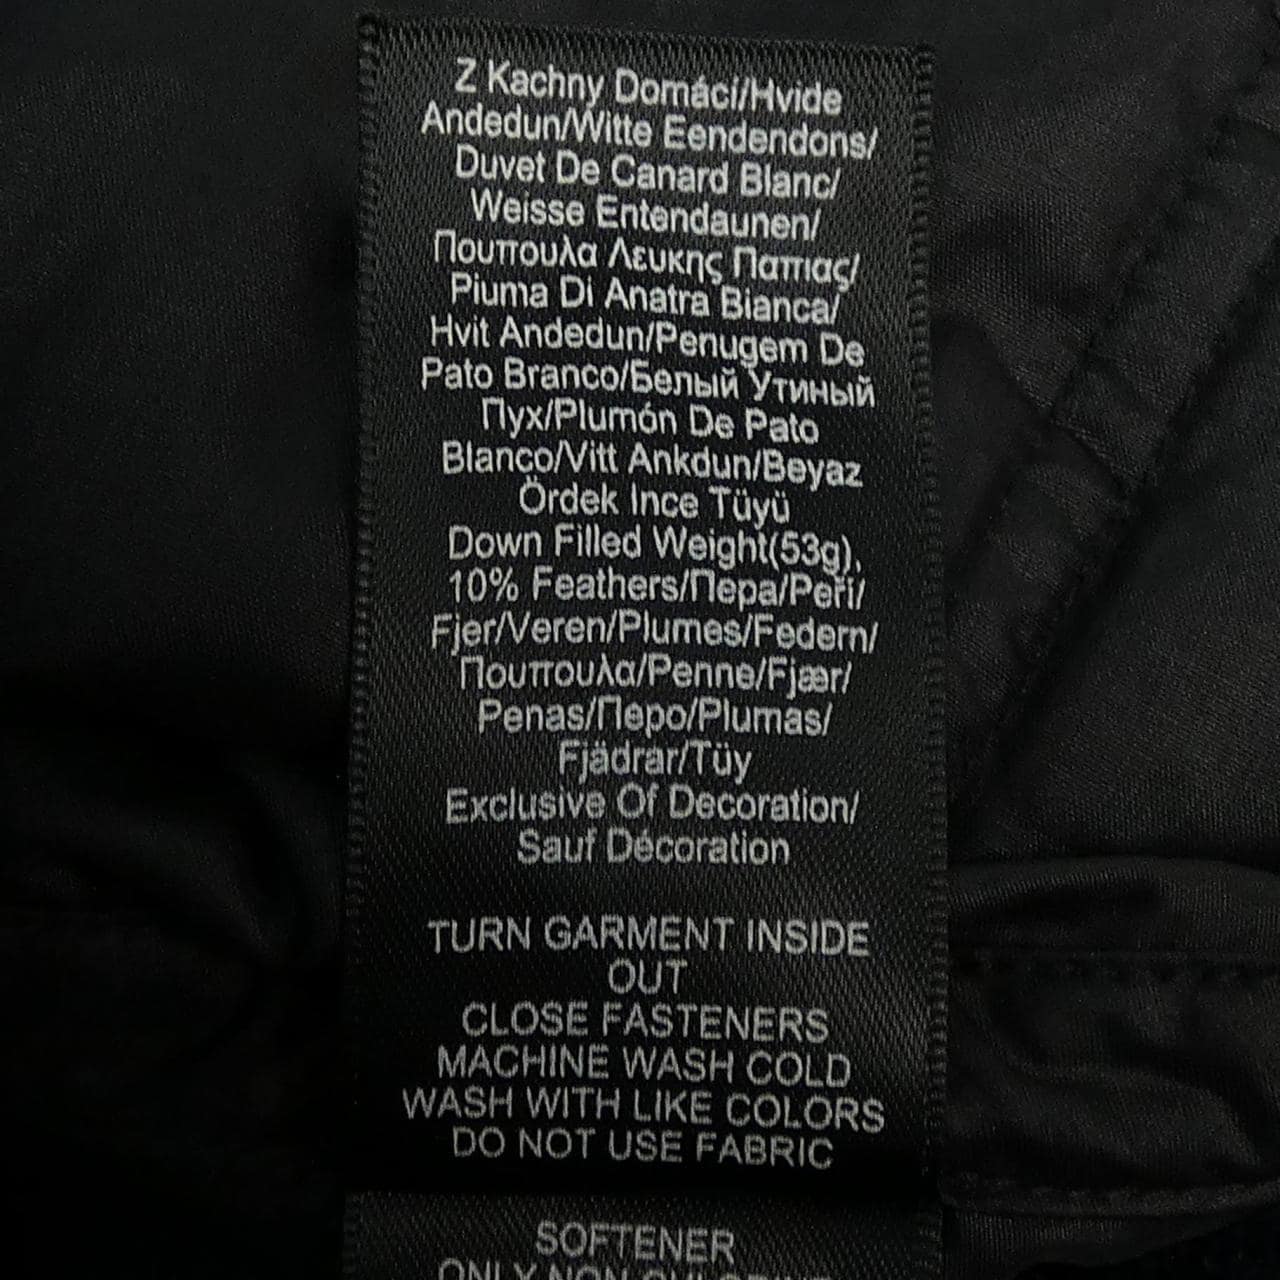 Z Kachny Domácí/Hvide
Andedun/Witte Eendendons/
Duvet De Canard Blanc/
Weisse Entendaunen/
Πουπουλα Λευκης Παπιας/
Piuma Di Anatra Bianca/
Hvit Andedun/Penugem De
Pato Branco/Белый Утиный
Пух/Plumón De Pato
Blanco/Vitt Ankdun/Beyaz
Ördek Ince Tüyü
Down Filled Weight(53g),
10% Feathers/Пера/Peří/
Fjer/Veren/Plumes/Federn/
Πουπουλα/Penne/Fjær/
Penas/Перо/Plumas/
Fjädrar/Tüy
Exclusive Of Decoration/
Sauf Décoration
TURN GARMENT INSIDE
OUT
CLOSE FASTENERS
MACHINE WASH COLD
WASH WITH LIKE COLORS
DO NOT USE FABRIC
SOFTENER
ONLY NON